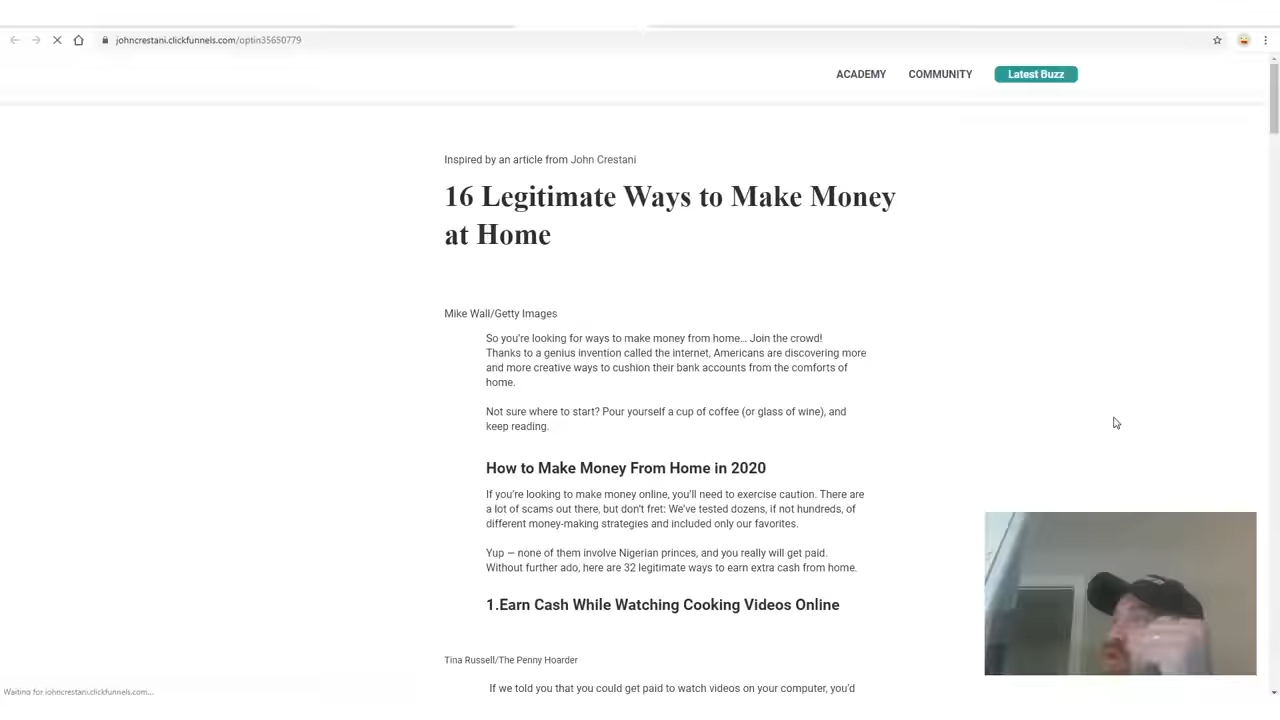 johncrestani.clickfunnels.com/optin35650779
ACADEMY COMMUNITY Latest Buzz
Inspired by an article from John Crestani
16 Legitimate Ways to Make Money
at Home
Mike Wall/Getty Images
So you're looking for ways to make money from home… Join the crowd!
Thanks to a genius invention called the internet, Americans are discovering more
and more creative ways to cushion their bank accounts from the comforts of
home.
Not sure where to start? Pour yourself a cup of coffee (or glass of wine), and
keep reading.
How to Make Money From Home in 2020
If you're looking to make money online, you'll need to exercise caution. There are
a lot of scams out there, but don't fret: We've tested dozens, if not hundreds, of
different money-making strategies and included only our favorites.
Yup — none of them involve Nigerian princes, and you really will get paid.
Without further ado, here are 32 legitimate ways to earn extra cash from home.
1.Earn Cash While Watching Cooking Videos Online
Tina Russell/The Penny Hoarder
If we told you that you could get paid to watch videos on your computer, you'd
Waiting for johncrestani.clickfunnels.com...